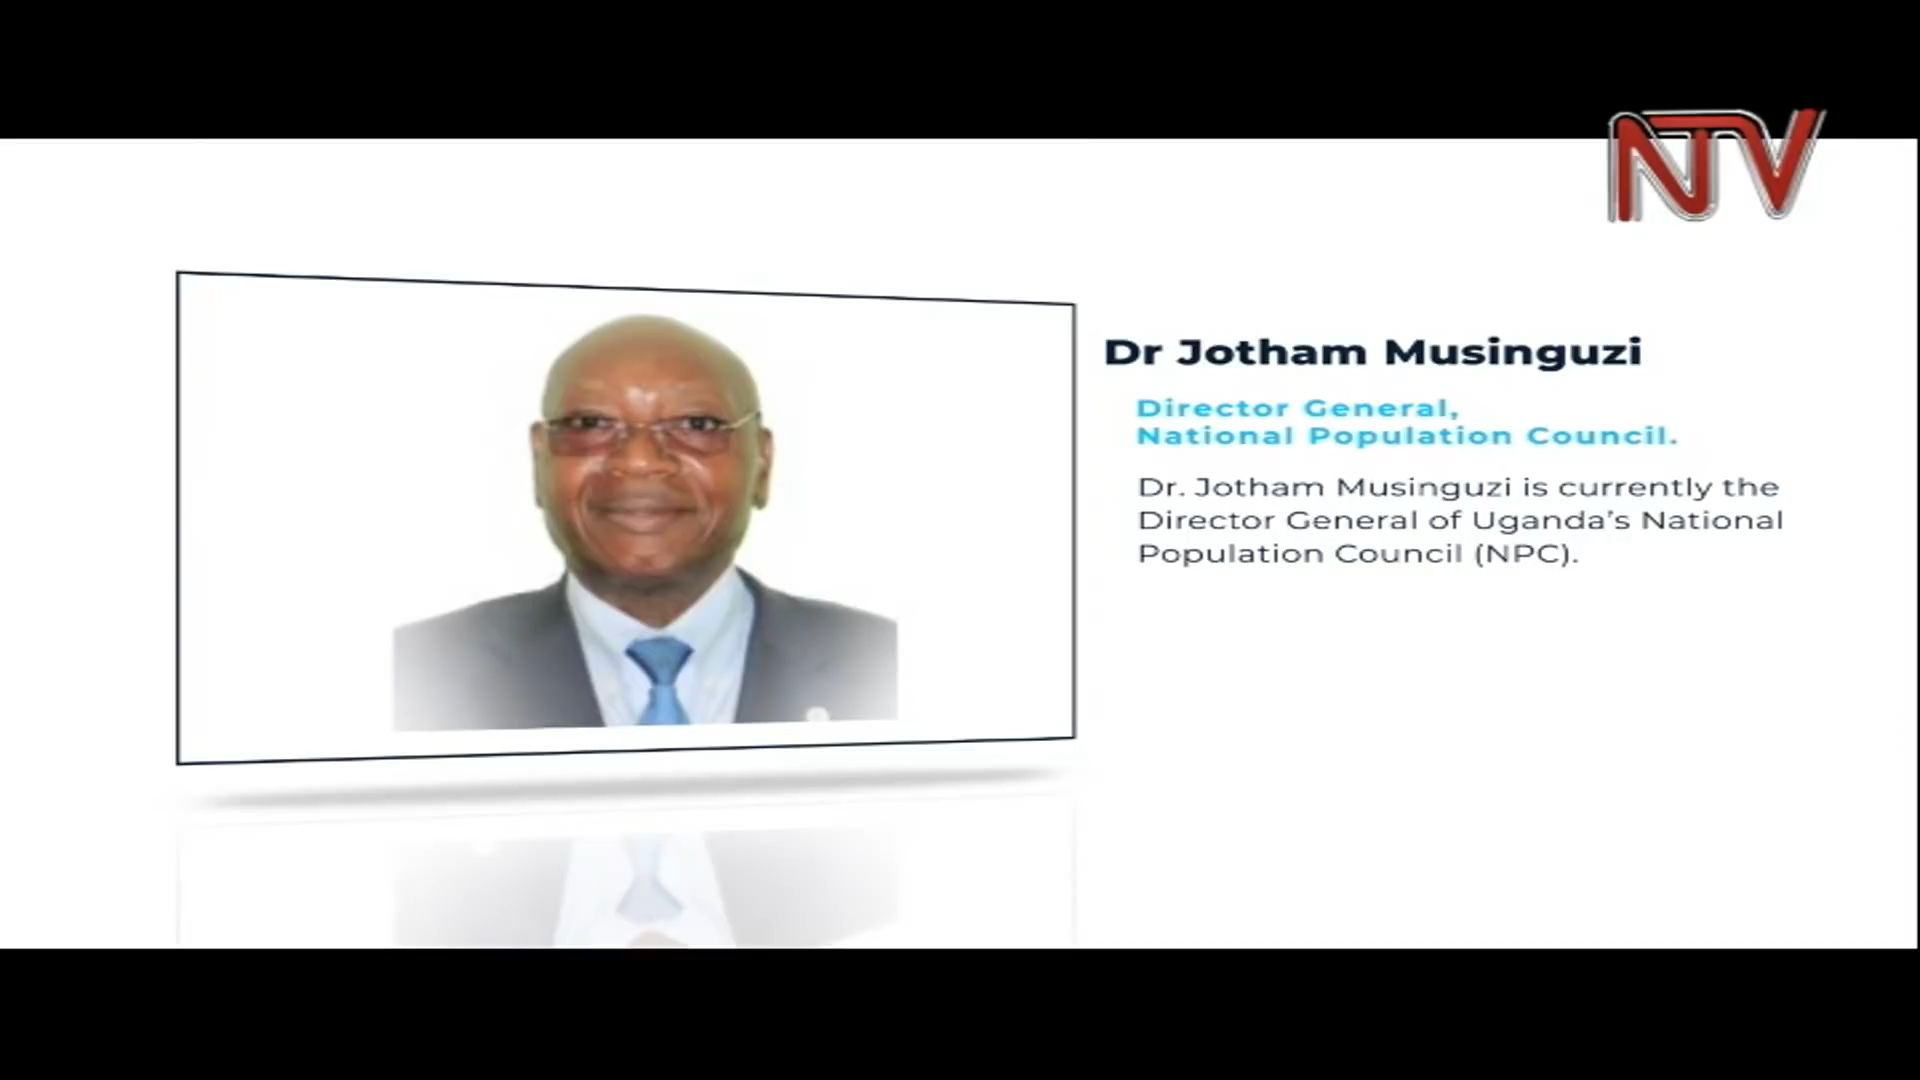 NTV
Dr Jotham Musinguzi
Director General,
National Population Council.
Dr. Jotham Musinguzi is currently the
Director General of Uganda’s National
Population Council (NPC).